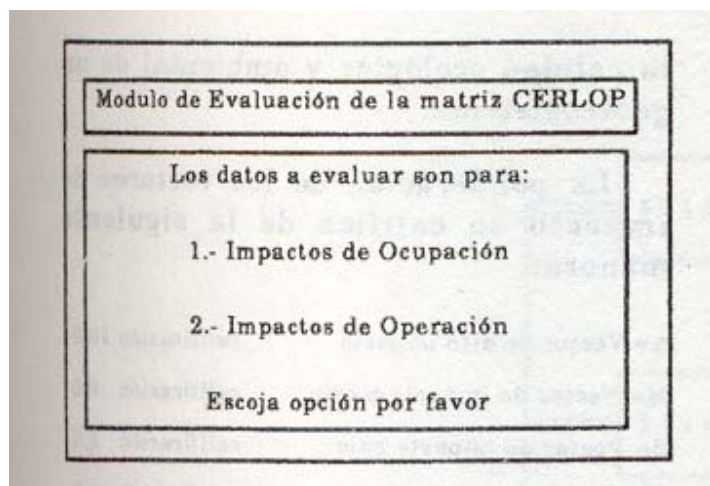 Modulo de Evaluación de la matriz CERLOP
Los datos a evaluar son para:
1.- Impactos de Ocupación
2.- Impactos de Operación
Escoja opción por favor